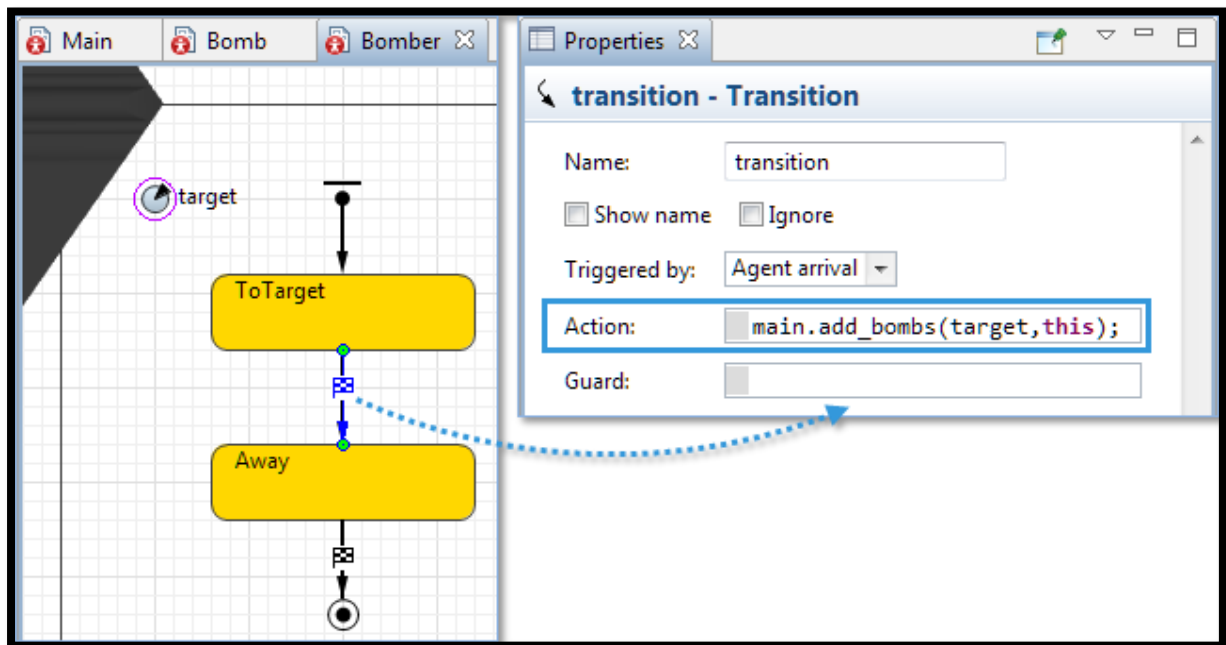 Main
Bomb
Bomber
target
ToTarget
Away
Properties
transition - Transition
Name:
transition
Show name
Ignore
Triggered by:
Agent arrival
Action:
main.add_bombs(target,this);
Guard: